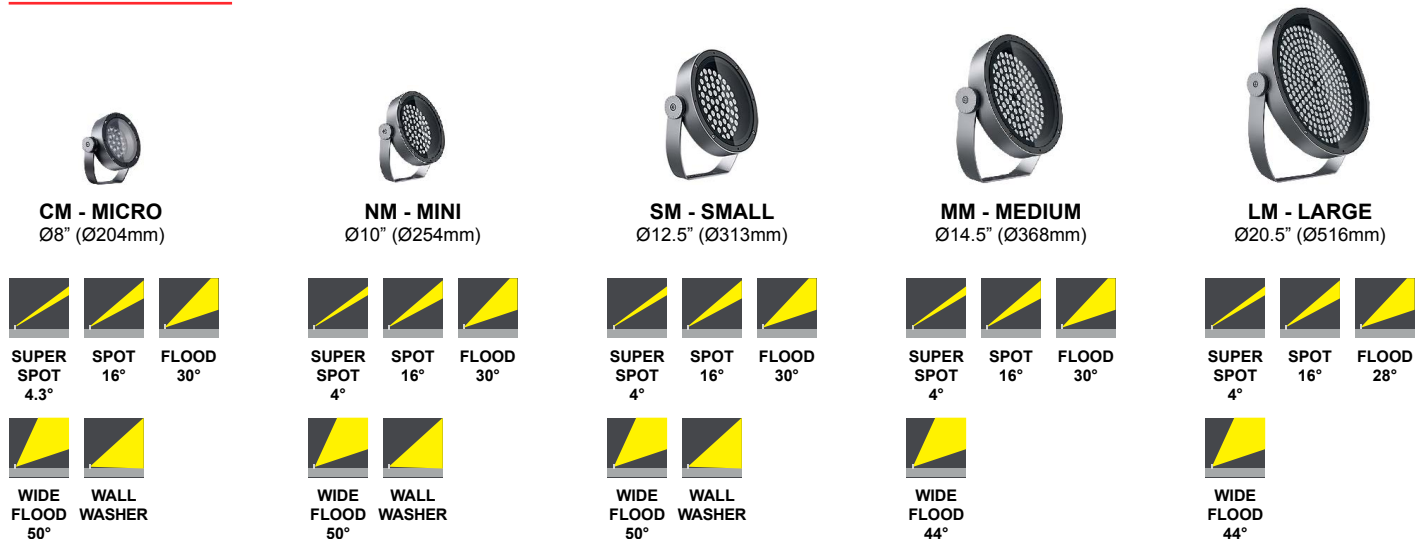 CM - MICRO
Ø8” (Ø204mm)
SUPER SPOT 4.3°
SPOT 16°
FLOOD 30°
WIDE FLOOD 50°
WALL WASHER
NM - MINI
Ø10” (Ø254mm)
SUPER SPOT 4°
SPOT 16°
FLOOD 30°
WIDE FLOOD 50°
WALL WASHER
SM - SMALL
Ø12.5” (Ø313mm)
SUPER SPOT 4°
SPOT 16°
FLOOD 30°
WIDE FLOOD 50°
WALL WASHER
MM - MEDIUM
Ø14.5” (Ø368mm)
SUPER SPOT 4°
SPOT 16°
FLOOD 30°
WIDE FLOOD 44°
LM - LARGE
Ø20.5” (Ø516mm)
SUPER SPOT 4°
SPOT 16°
FLOOD 28°
WIDE FLOOD 44°